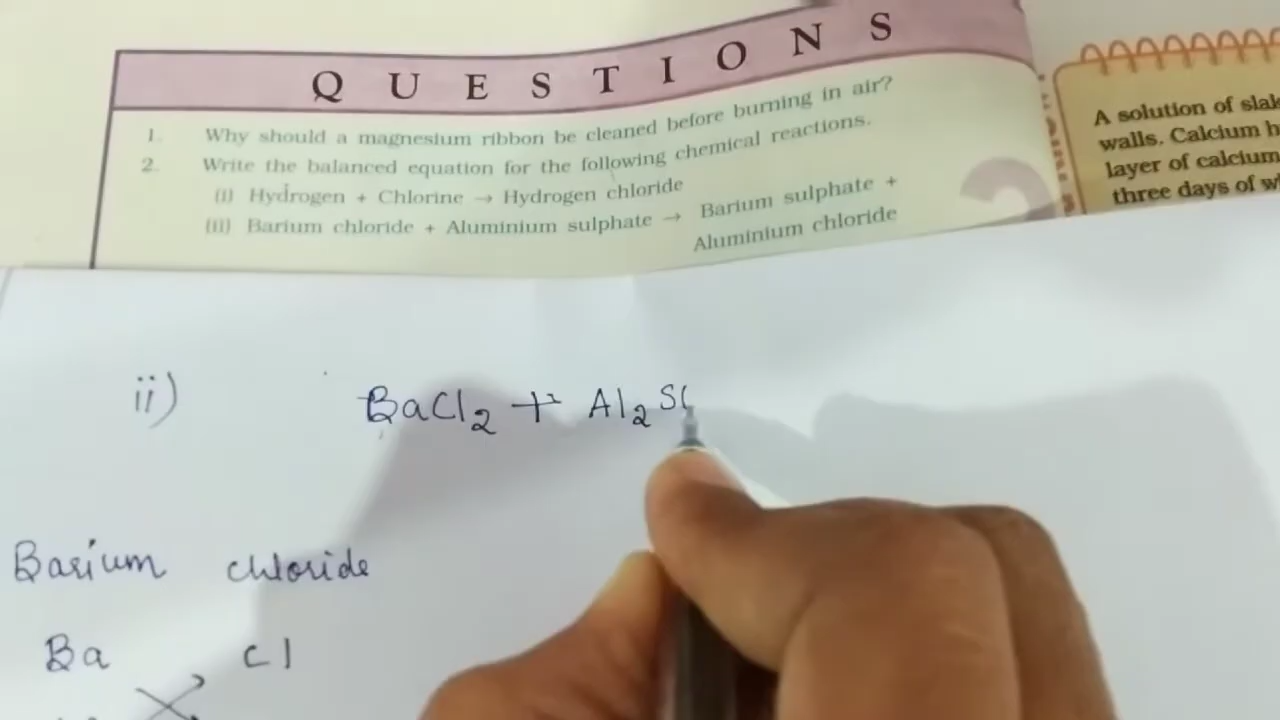 QUESTIONS
1. Why should a magnesium ribbon be cleaned before burning in air?
2. Write the balanced equation for the following chemical reactions.
(i) Hydrogen + Chlorine → Hydrogen chloride
(ii) Barium chloride + Aluminium sulphate → Barium sulphate +
Aluminium chloride
A solution of
walls. Calcium
layer of calcium
three days of
ii) BaCl₂ + Al₂ S
Barium chloride
Ba Cl